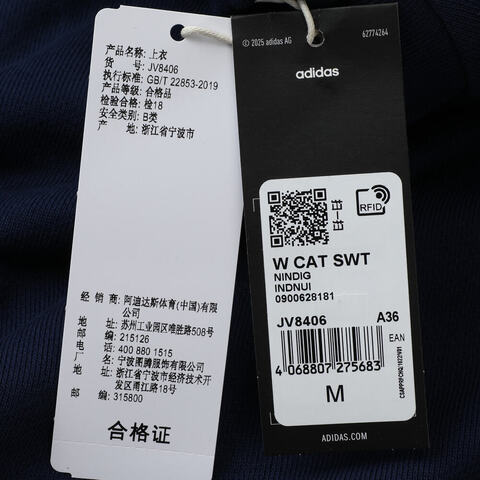 产品名称: 上衣
货 号: JV8406
执行标准: GB/T 22853-2019
产品等级: 合格品
检验合格: 检18
安全类别: B类
产 地: 浙江省宁波市
经 销 商: 阿迪达斯体育(中国)有限
公司
地 址: 苏州工业园区唯胜路508号
邮 编: 215126
电 话: 400 880 1515
厂 名: 宁波图腾服饰有限公司
地 址: 浙江省宁波市经济技术开
发区甬江路18号
邮 编: 315800
合格证
© 2025 adidas AG
62774264
adidas
RFID
W CAT SWT
NINDIG
INDNUI
0900628181
JV8406
A36
EAN
4 068807 275683
M
ADIDAS.COM